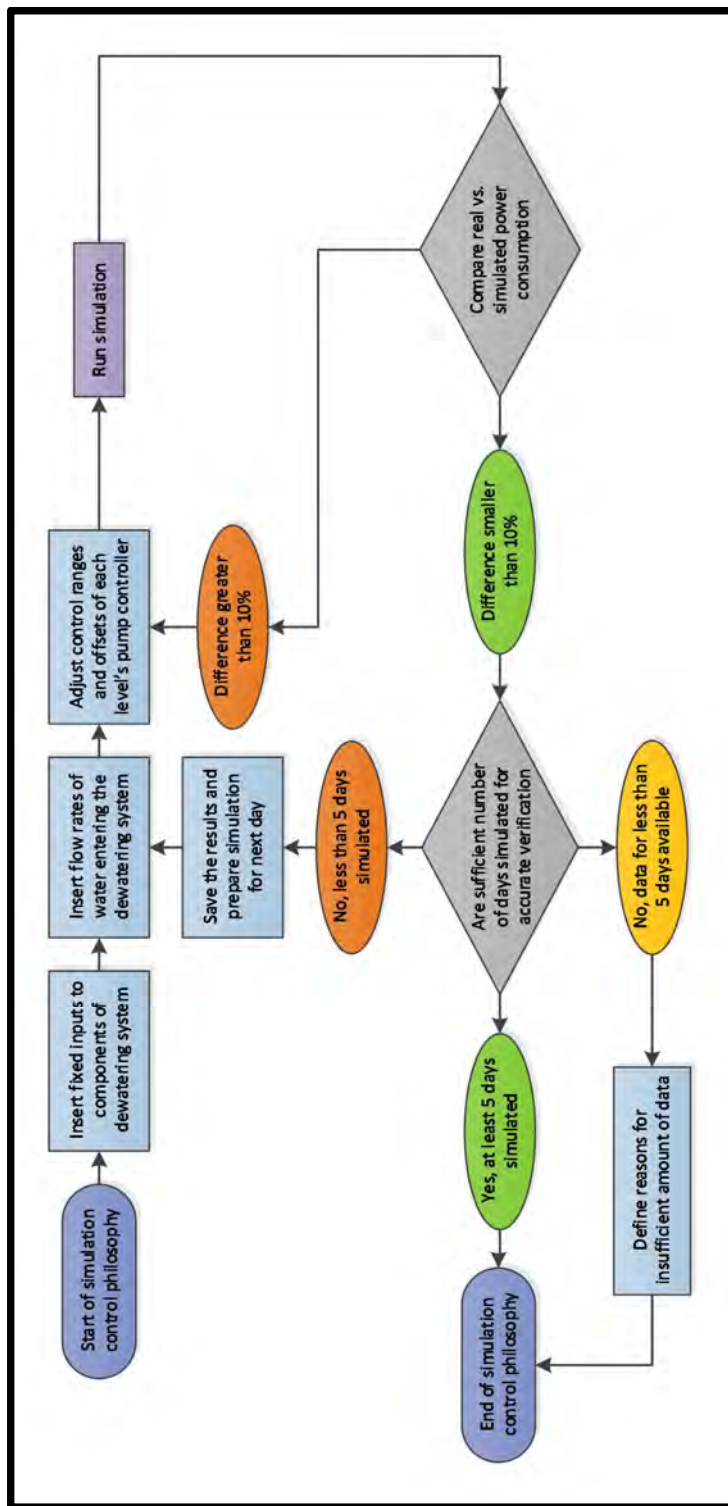 Start of simulation
control philosophy
Insert fixed inputs to
components of
dewatering system
Insert flow rates of
water entering the
dewatering system
Adjust control ranges
and offsets of each
level's pump controller
Run simulation
Compare real vs.
simulated power
consumption
Difference greater
than 10%
Difference smaller
than 10%
Are sufficient number
of days simulated for
accurate verification
No, less than 5 days
simulated
Save the results and
prepare simulation
for next day
Yes, at least 5 days
simulated
No, data for less than
5 days available
Define reasons for
insufficient amount of data
End of simulation
control philosophy